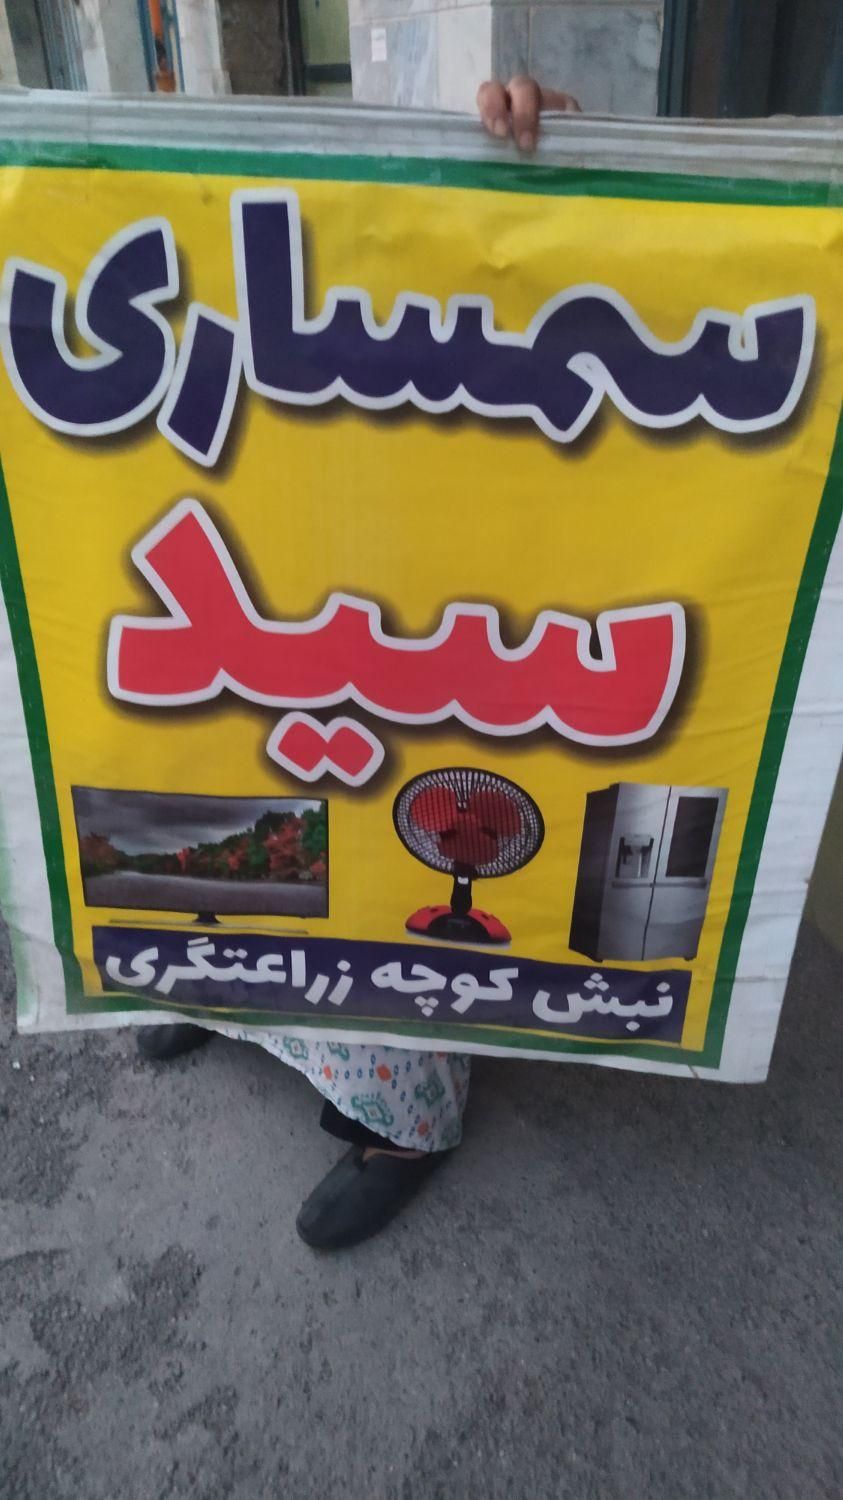 سمساری
سید
نبش کوچه زراعتگری